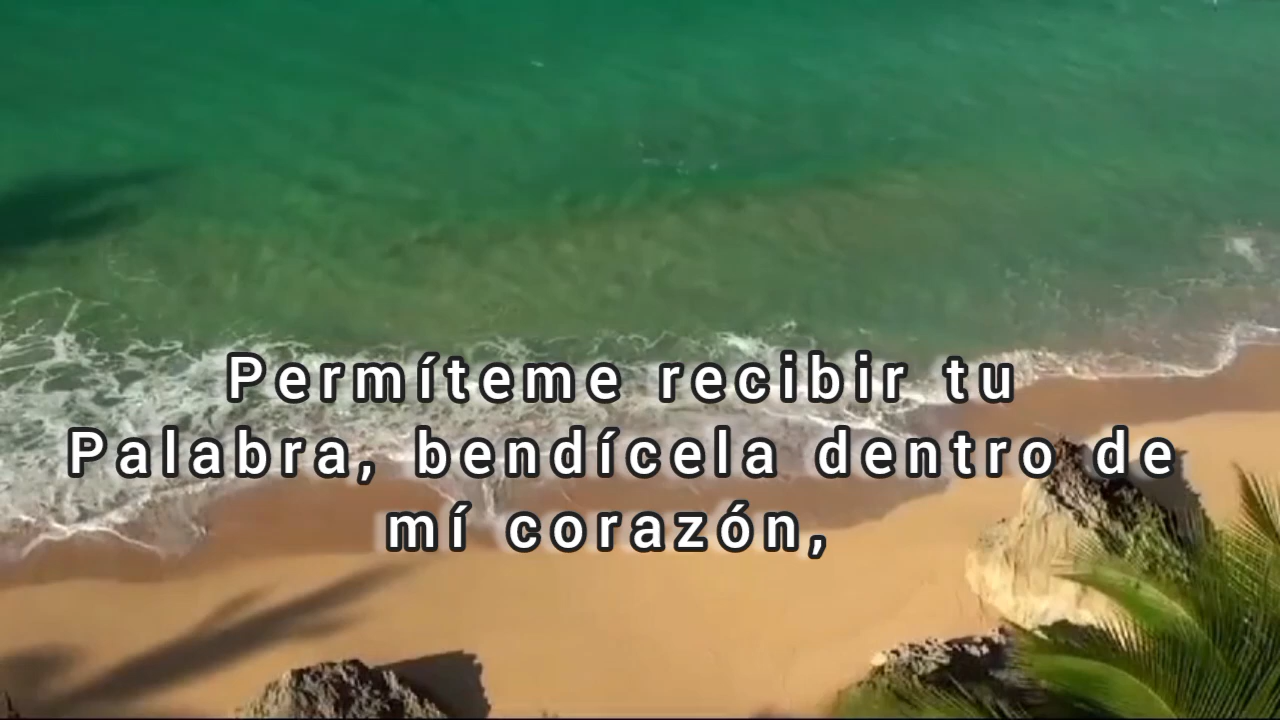 Permíteme recibir tu
Palabra, bendícela dentro de
mí corazón,